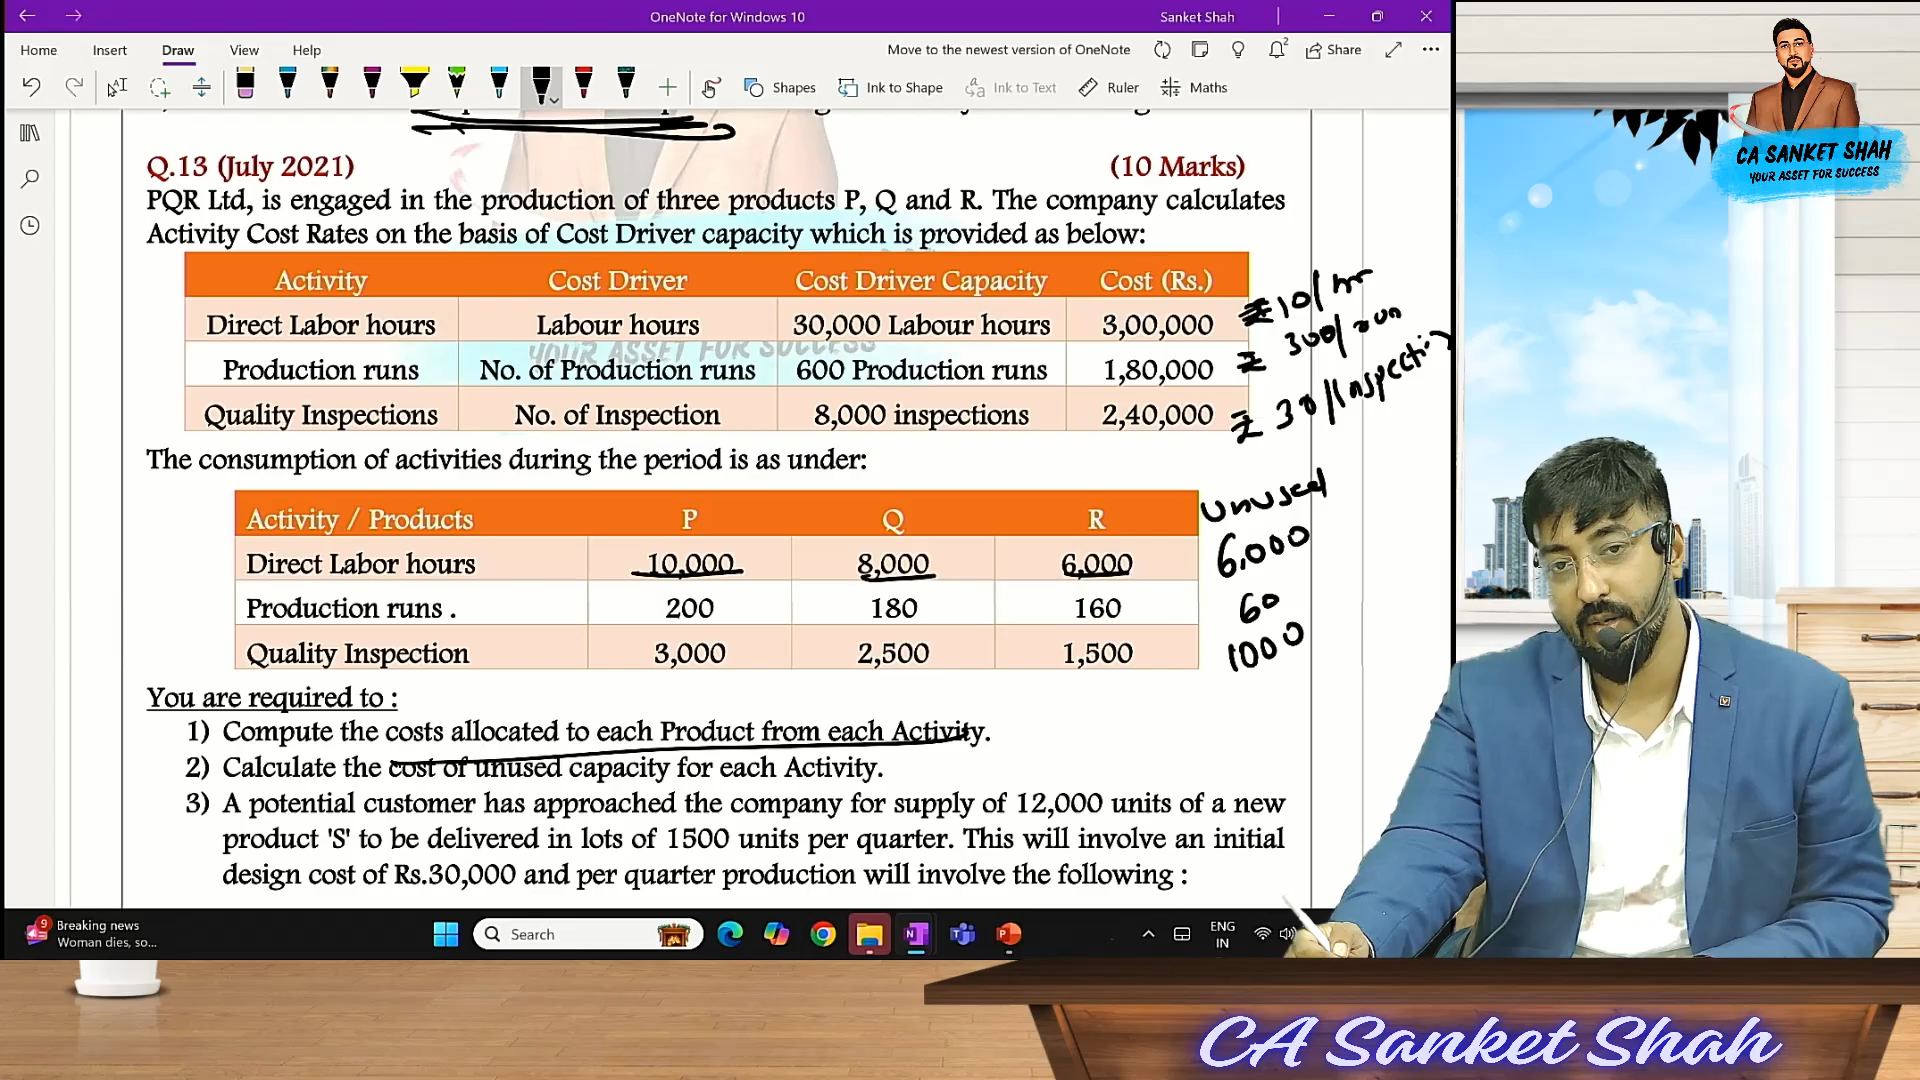 OneNote for Windows 10
Sanket Shah
Home Insert Draw View Help
Move to the newest version of OneNote
2
Share
Shapes
Ink to Shape
Ink to Text
Ruler
Maths
CA SANKET SHAH
YOUR ASSET FOR SUCCESS
Q.13 (July 2021) (10 Marks)
PQR Ltd, is engaged in the production of three products P, Q and R. The company calculates
Activity Cost Rates on the basis of Cost Driver capacity which is provided as below:
Activity Cost Driver Cost Driver Capacity Cost (Rs.)
Direct Labor hours Labour hours 30,000 Labour hours 3,00,000 ₹10/hr
YOUR ASSET FOR SUCCESS
Production runs No. of Production runs 600 Production runs 1,80,000 ₹ 300/run
Quality Inspections No. of Inspection 8,000 inspections 2,40,000 ₹ 30/Inspection
The consumption of activities during the period is as under:
Activity / Products P Q R unused
Direct Labor hours 10,000 8,000 6,000 6,000
Production runs . 200 180 160 60
Quality Inspection 3,000 2,500 1,500 1000
You are required to :
1) Compute the costs allocated to each Product from each Activity.
2) Calculate the cost of unused capacity for each Activity.
3) A potential customer has approached the company for supply of 12,000 units of a new
product 'S' to be delivered in lots of 1500 units per quarter. This will involve an initial
design cost of Rs.30,000 and per quarter production will involve the following :
9
Breaking news
Woman dies, so...
Search
ENG
IN
CA Sanket Shah